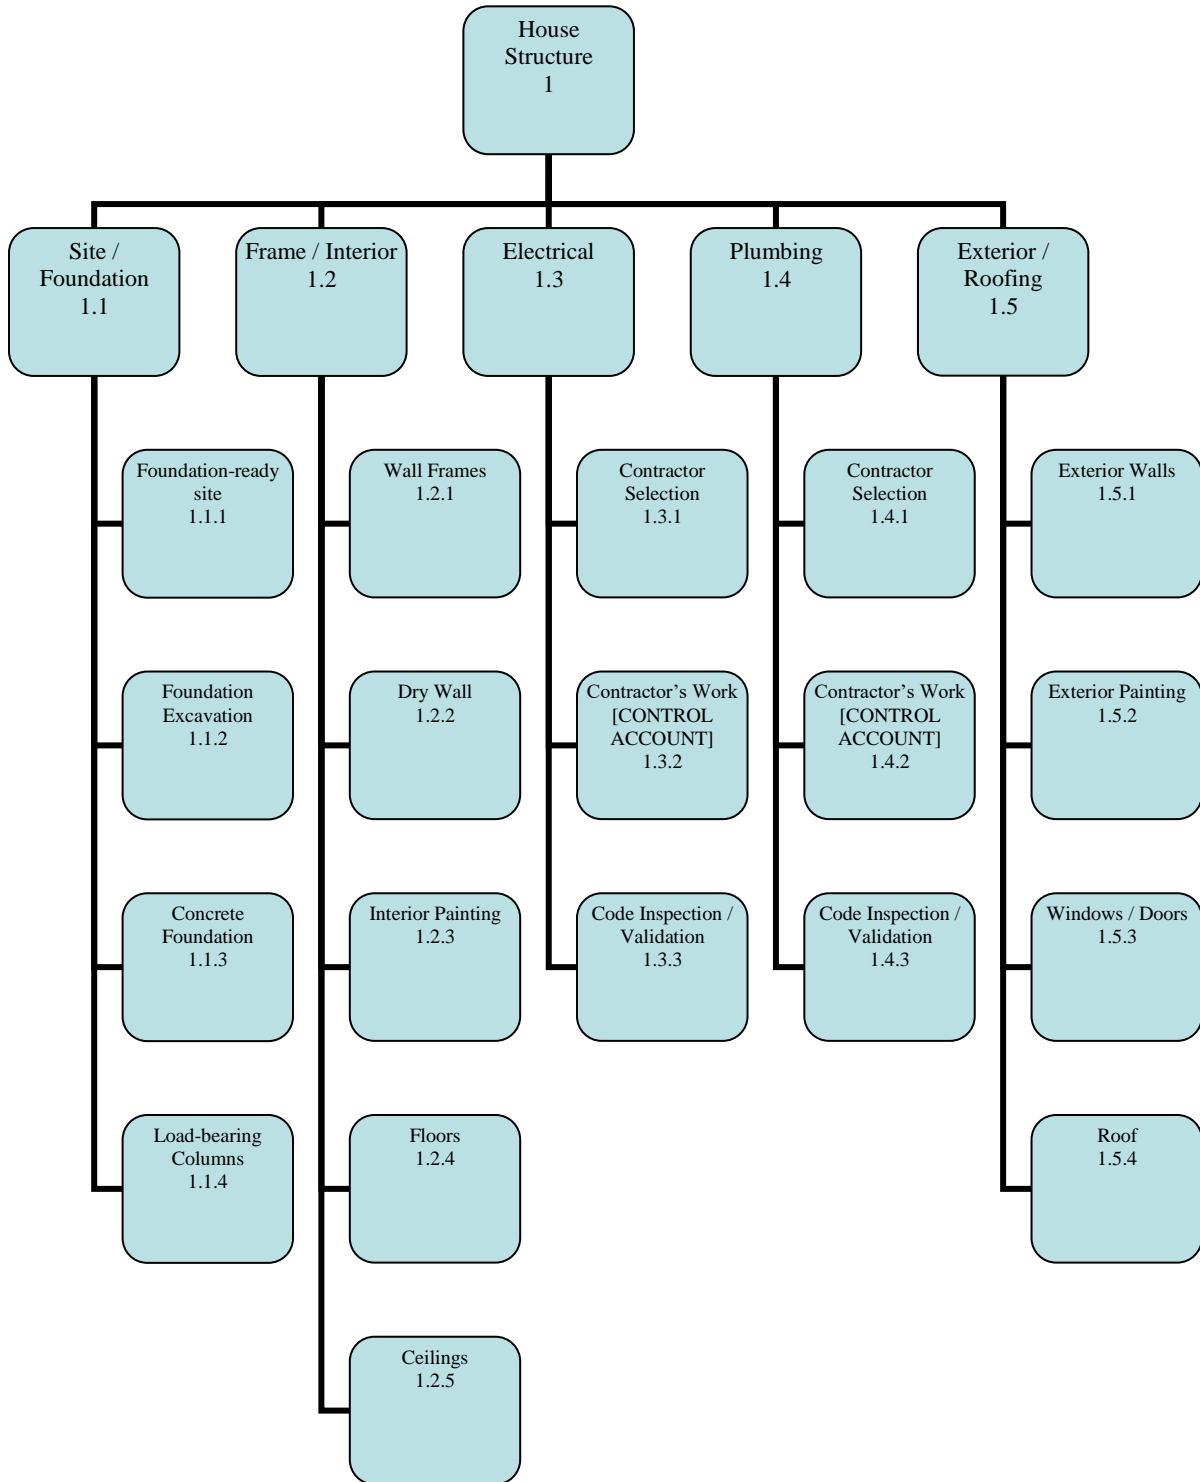 House
Structure
1
Site /
Foundation
1.1
Frame / Interior
1.2
Electrical
1.3
Plumbing
1.4
Exterior /
Roofing
1.5
Foundation-ready
site
1.1.1
Wall Frames
1.2.1
Contractor
Selection
1.3.1
Contractor
Selection
1.4.1
Exterior Walls
1.5.1
Foundation
Excavation
1.1.2
Dry Wall
1.2.2
Contractor’s Work
[CONTROL
ACCOUNT]
1.3.2
Contractor’s Work
[CONTROL
ACCOUNT]
1.4.2
Exterior Painting
1.5.2
Concrete
Foundation
1.1.3
Interior Painting
1.2.3
Code Inspection /
Validation
1.3.3
Code Inspection /
Validation
1.4.3
Windows / Doors
1.5.3
Load-bearing
Columns
1.1.4
Floors
1.2.4
Roof
1.5.4
Ceilings
1.2.5